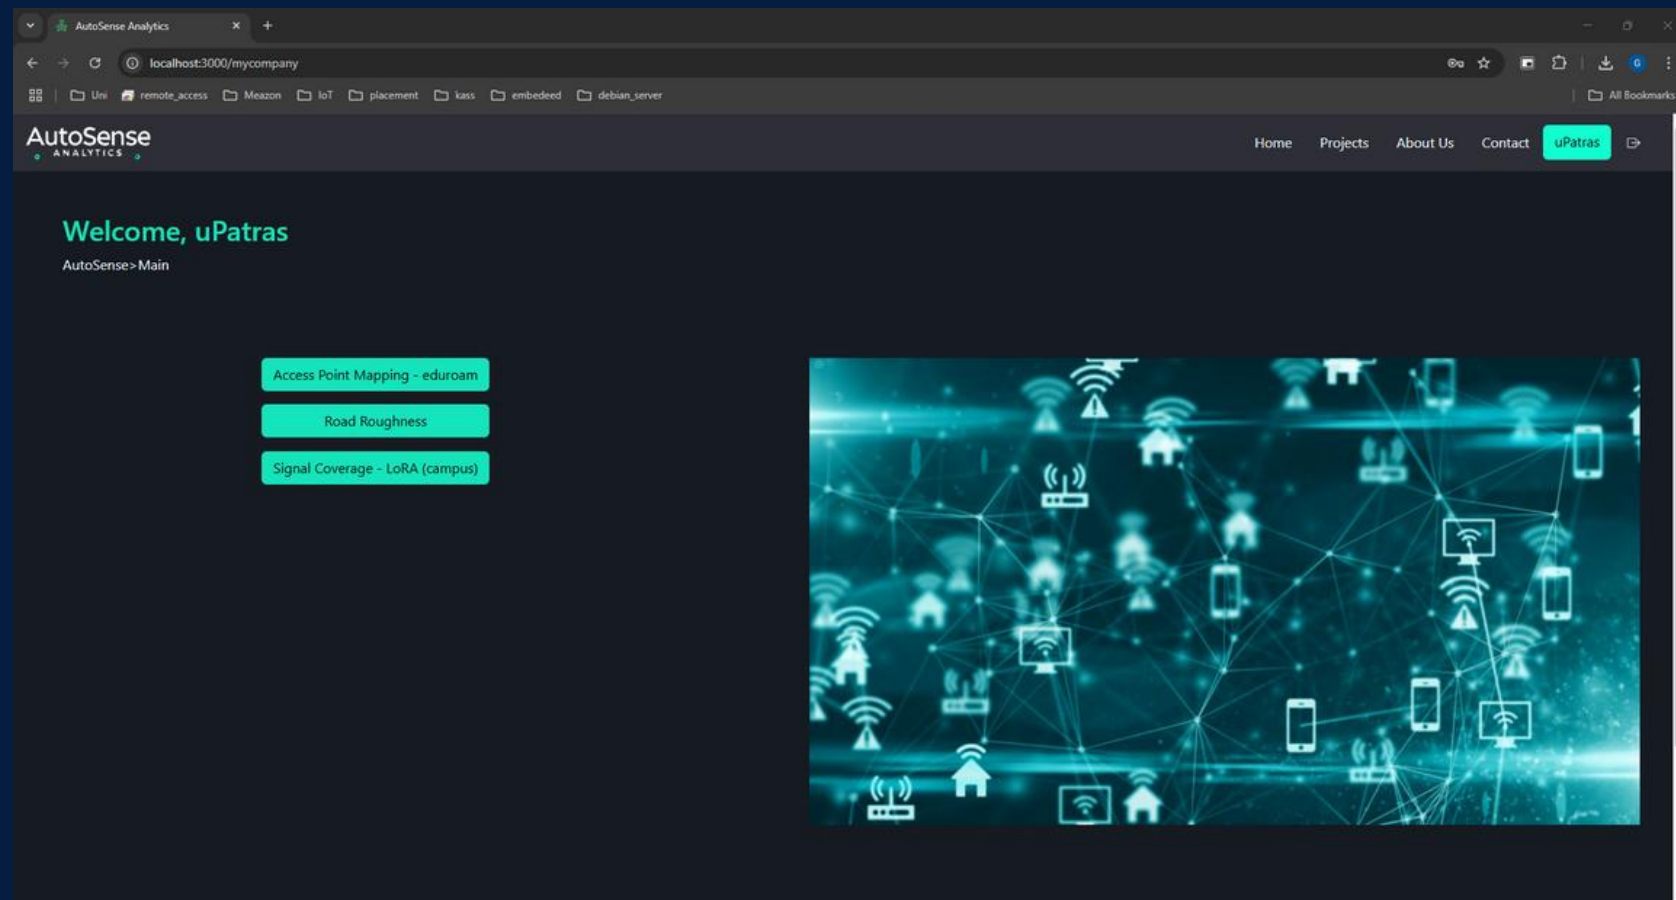 AutoSense Analytics
localhost:3000/mycompany
G
Uni remote_access Meazon IoT placement kass embedeed debian_server All Bookmarks
AutoSense
ANALYTICS
Home Projects About Us Contact uPatras
Welcome, uPatras
AutoSense>Main
Access Point Mapping - eduroam
Road Roughness
Signal Coverage - LoRA (campus)